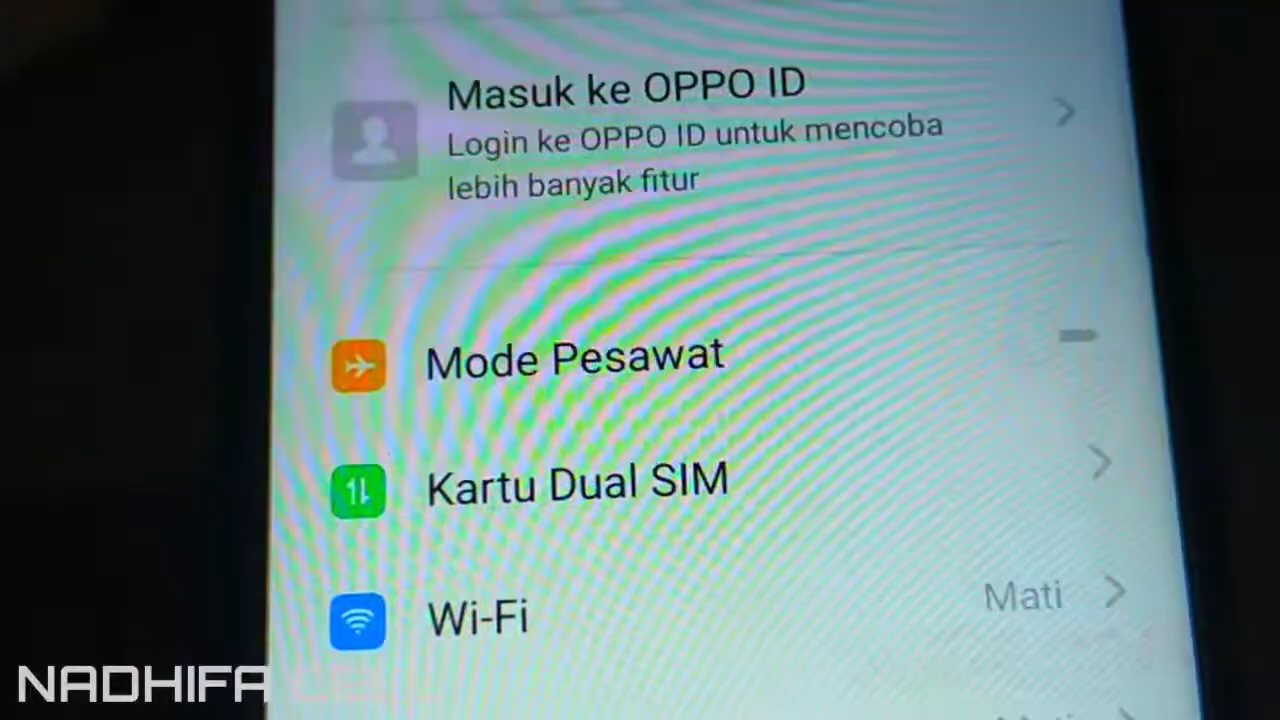 Masuk ke OPPO ID
Login ke OPPO ID untuk mencoba
lebih banyak fitur
Mode Pesawat
Kartu Dual SIM
Wi-Fi
Mati
NADHIFA